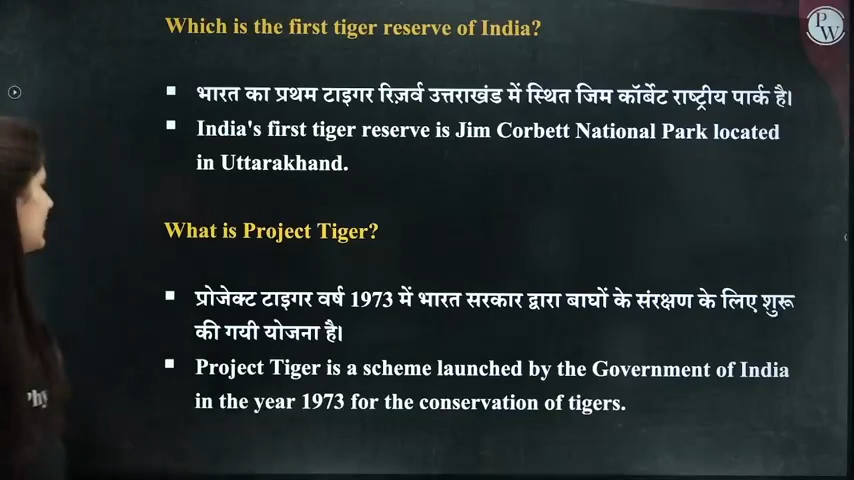 Which is the first tiger reserve of India?
PW
भारत का प्रथम टाइगर रिज़र्व उत्तराखंड में स्थित जिम कॉर्बेट राष्ट्रीय पार्क है।
India's first tiger reserve is Jim Corbett National Park located
in Uttarakhand.
What is Project Tiger?
प्रोजेक्ट टाइगर वर्ष 1973 में भारत सरकार द्वारा बाघों के संरक्षण के लिए शुरू
की गयी योजना है।
Project Tiger is a scheme launched by the Government of India
in the year 1973 for the conservation of tigers.